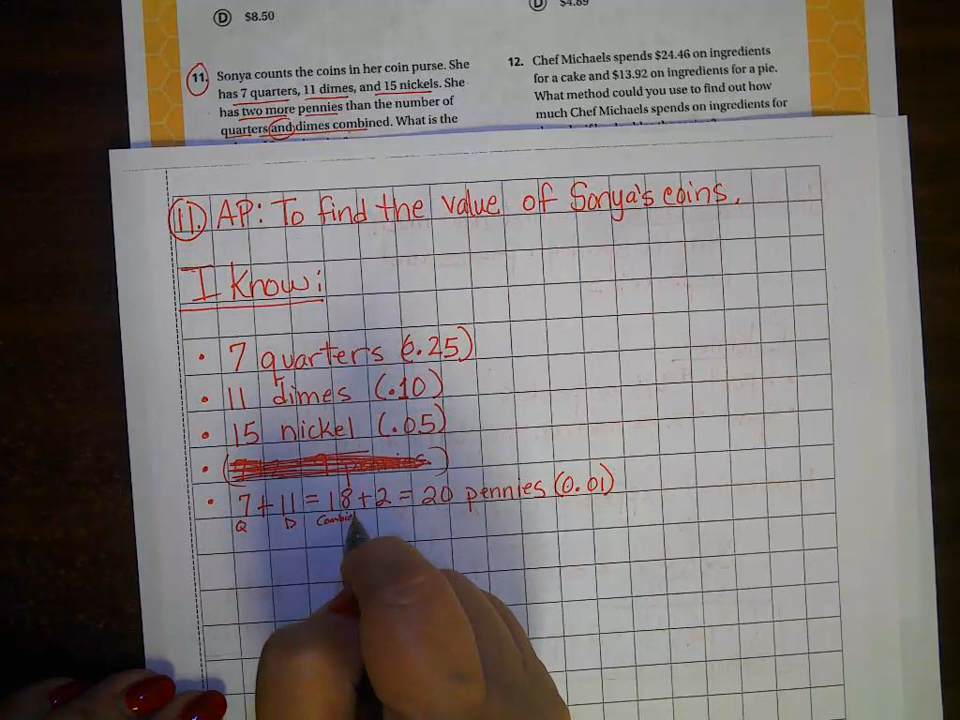 D $8.50
D $4.89
11. Sonya counts the coins in her coin purse. She
has 7 quarters, 11 dimes, and 15 nickels. She
has two more pennies than the number of
quarters and dimes combined. What is the
12. Chef Michaels spends $24.46 on ingredients
for a cake and $13.92 on ingredients for a pie.
What method could you use to find out how
much Chef Michaels spends on ingredients for
11. AP: To find the value of Sonya's coins.
I know:
• 7 quarters (0.25)
• 11 dimes (.10)
• 15 nickel (.05)
• 7 + 11 = 18 + 2 = 20 pennies (0.01)
Q D Combi